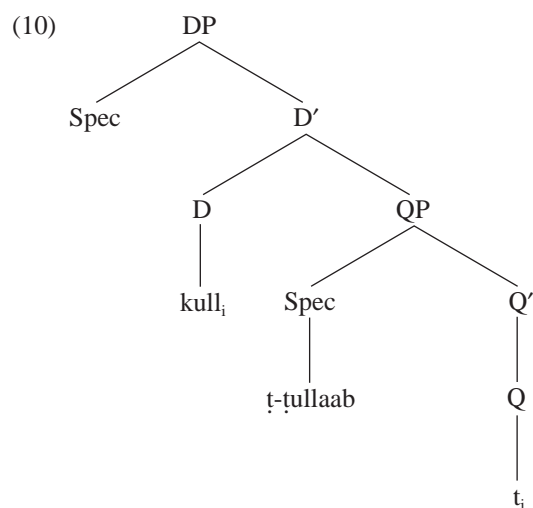 (10) DP
Spec D′
D QP
kullᵢ Spec Q′
ṭ-ṭullaab Q
tᵢ